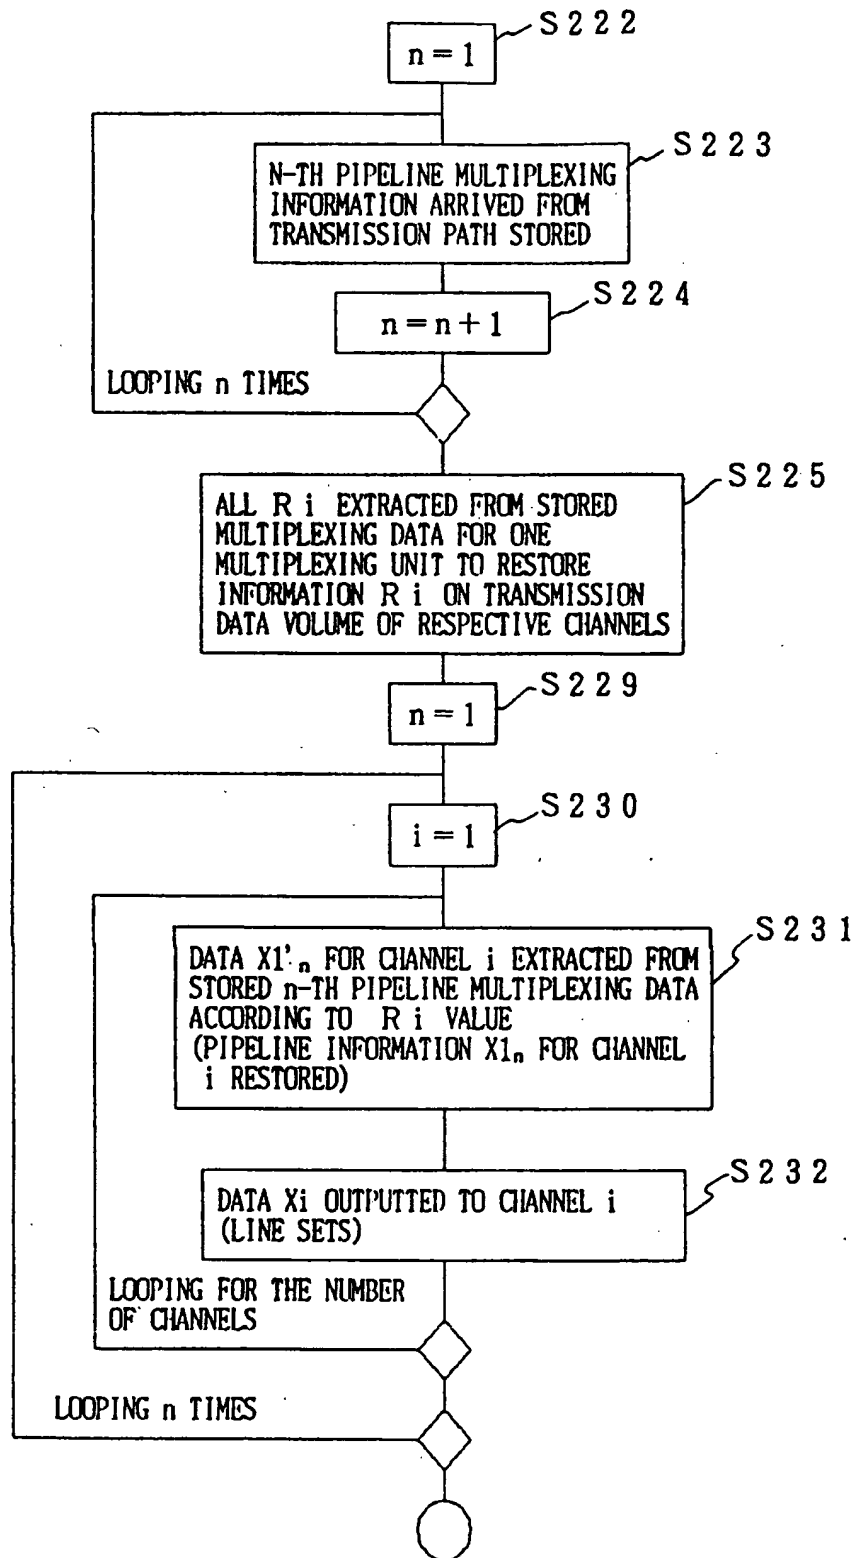 S222
n = 1
S223
N-TH PIPELINE MULTIPLEXING
INFORMATION ARRIVED FROM
TRANSMISSION PATH STORED
S224
n = n + 1
LOOPING n TIMES
S225
ALL R i EXTRACTED FROM STORED
MULTIPLEXING DATA FOR ONE
MULTIPLEXING UNIT TO RESTORE
INFORMATION R i ON TRANSMISSION
DATA VOLUME OF RESPECTIVE CHANNELS
S229
n = 1
S230
i = 1
S231
DATA X1'n FOR CHANNEL i EXTRACTED FROM
STORED n-TH PIPELINE MULTIPLEXING DATA
ACCORDING TO R i VALUE
(PIPELINE INFORMATION X1n FOR CHANNEL
i RESTORED)
S232
DATA Xi OUTPUTTED TO CHANNEL i
(LINE SETS)
LOOPING FOR THE NUMBER
OF CHANNELS
LOOPING n TIMES